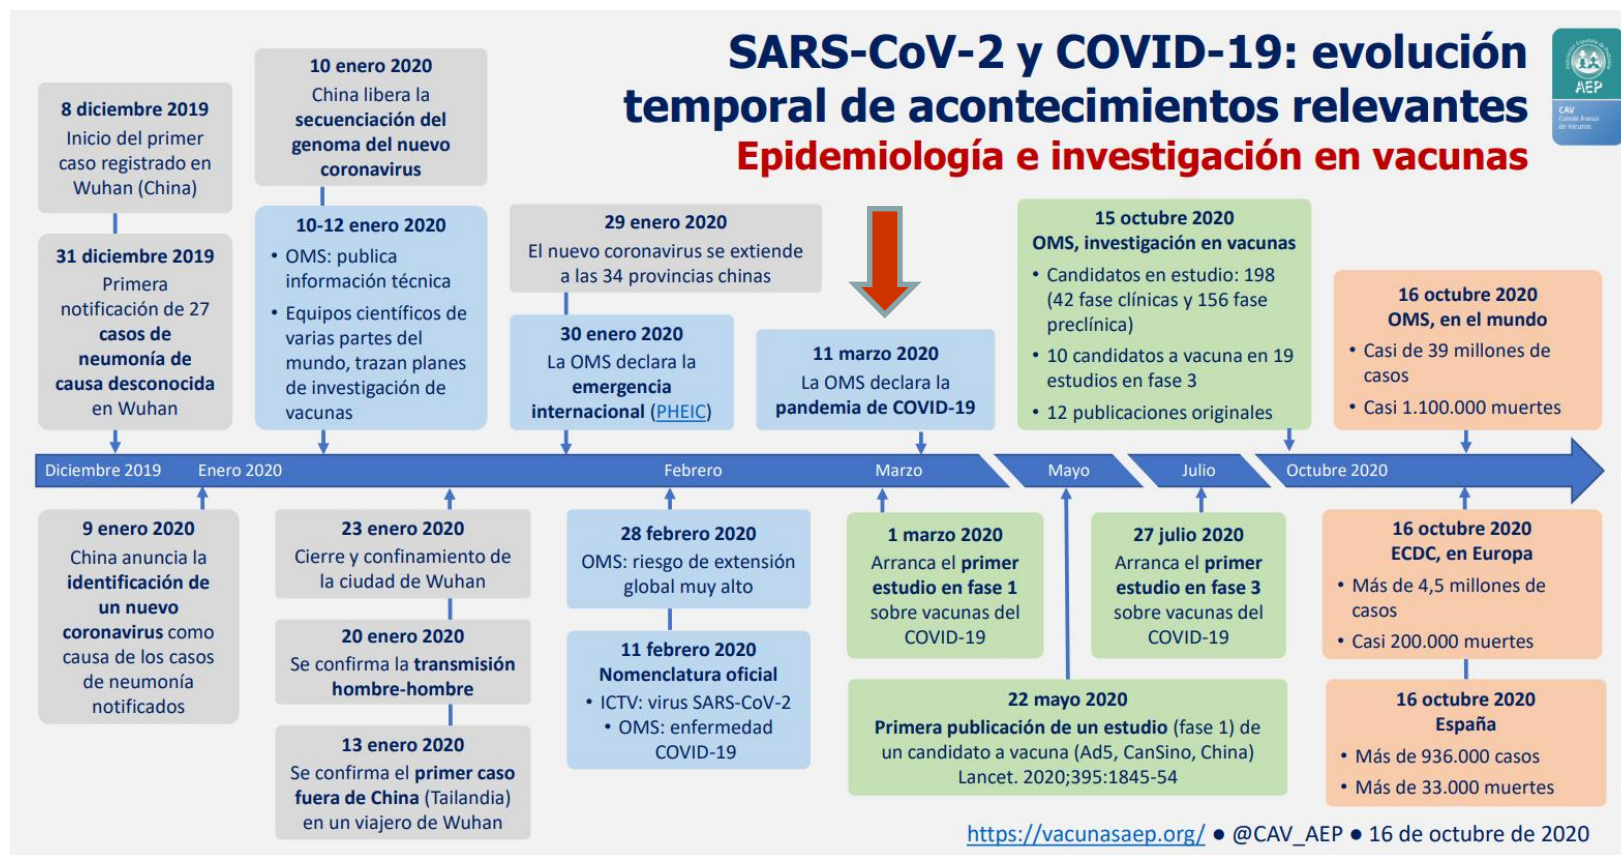 SARS-CoV-2 y COVID-19: evolución
temporal de acontecimientos relevantes
Epidemiología e investigación en vacunas
AEP
CAV
Comité Asesor
de Vacunas
8 diciembre 2019
Inicio del primer
caso registrado en
Wuhan (China)
31 diciembre 2019
Primera
notificación de 27
casos de
neumonía de
causa desconocida
en Wuhan
10 enero 2020
China libera la
secuenciación del
genoma del nuevo
coronavirus
10-12 enero 2020
• OMS: publica
información técnica
• Equipos científicos de
varias partes del
mundo, trazan planes
de investigación de
vacunas
29 enero 2020
El nuevo coronavirus se extiende
a las 34 provincias chinas
30 enero 2020
La OMS declara la
emergencia
internacional (PHEIC)
11 marzo 2020
La OMS declara la
pandemia de COVID-19
15 octubre 2020
OMS, investigación en vacunas
• Candidatos en estudio: 198
(42 fase clínicas y 156 fase
preclínica)
• 10 candidatos a vacuna en 19
estudios en fase 3
• 12 publicaciones originales
16 octubre 2020
OMS, en el mundo
• Casi de 39 millones de
casos
• Casi 1.100.000 muertes
Diciembre 2019
Enero 2020
Febrero
Marzo
Mayo
Julio
Octubre 2020
9 enero 2020
China anuncia la
identificación de
un nuevo
coronavirus como
causa de los casos
de neumonía
notificados
23 enero 2020
Cierre y confinamiento de
la ciudad de Wuhan
20 enero 2020
Se confirma la transmisión
hombre-hombre
13 enero 2020
Se confirma el primer caso
fuera de China (Tailandia)
en un viajero de Wuhan
28 febrero 2020
OMS: riesgo de extensión
global muy alto
11 febrero 2020
Nomenclatura oficial
• ICTV: virus SARS-CoV-2
• OMS: enfermedad
COVID-19
1 marzo 2020
Arranca el primer
estudio en fase 1
sobre vacunas del
COVID-19
27 julio 2020
Arranca el primer
estudio en fase 3
sobre vacunas del
COVID-19
22 mayo 2020
Primera publicación de un estudio (fase 1) de
un candidato a vacuna (Ad5, CanSino, China)
Lancet. 2020;395:1845-54
16 octubre 2020
ECDC, en Europa
• Más de 4,5 millones de
casos
• Casi 200.000 muertes
16 octubre 2020
España
• Más de 936.000 casos
• Más de 33.000 muertes
https://vacunasaep.org/ ● @CAV_AEP ● 16 de octubre de 2020